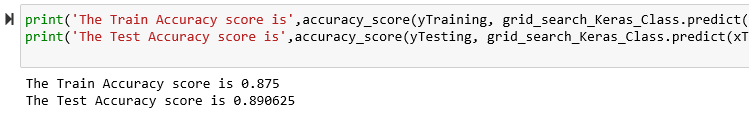 print('The Train Accuracy score is',accuracy_score(yTraining, grid_search_Keras_Class.predict(
print('The Test Accuracy score is',accuracy_score(yTesting, grid_search_Keras_Class.predict(xT
The Train Accuracy score is 0.875
The Test Accuracy score is 0.890625